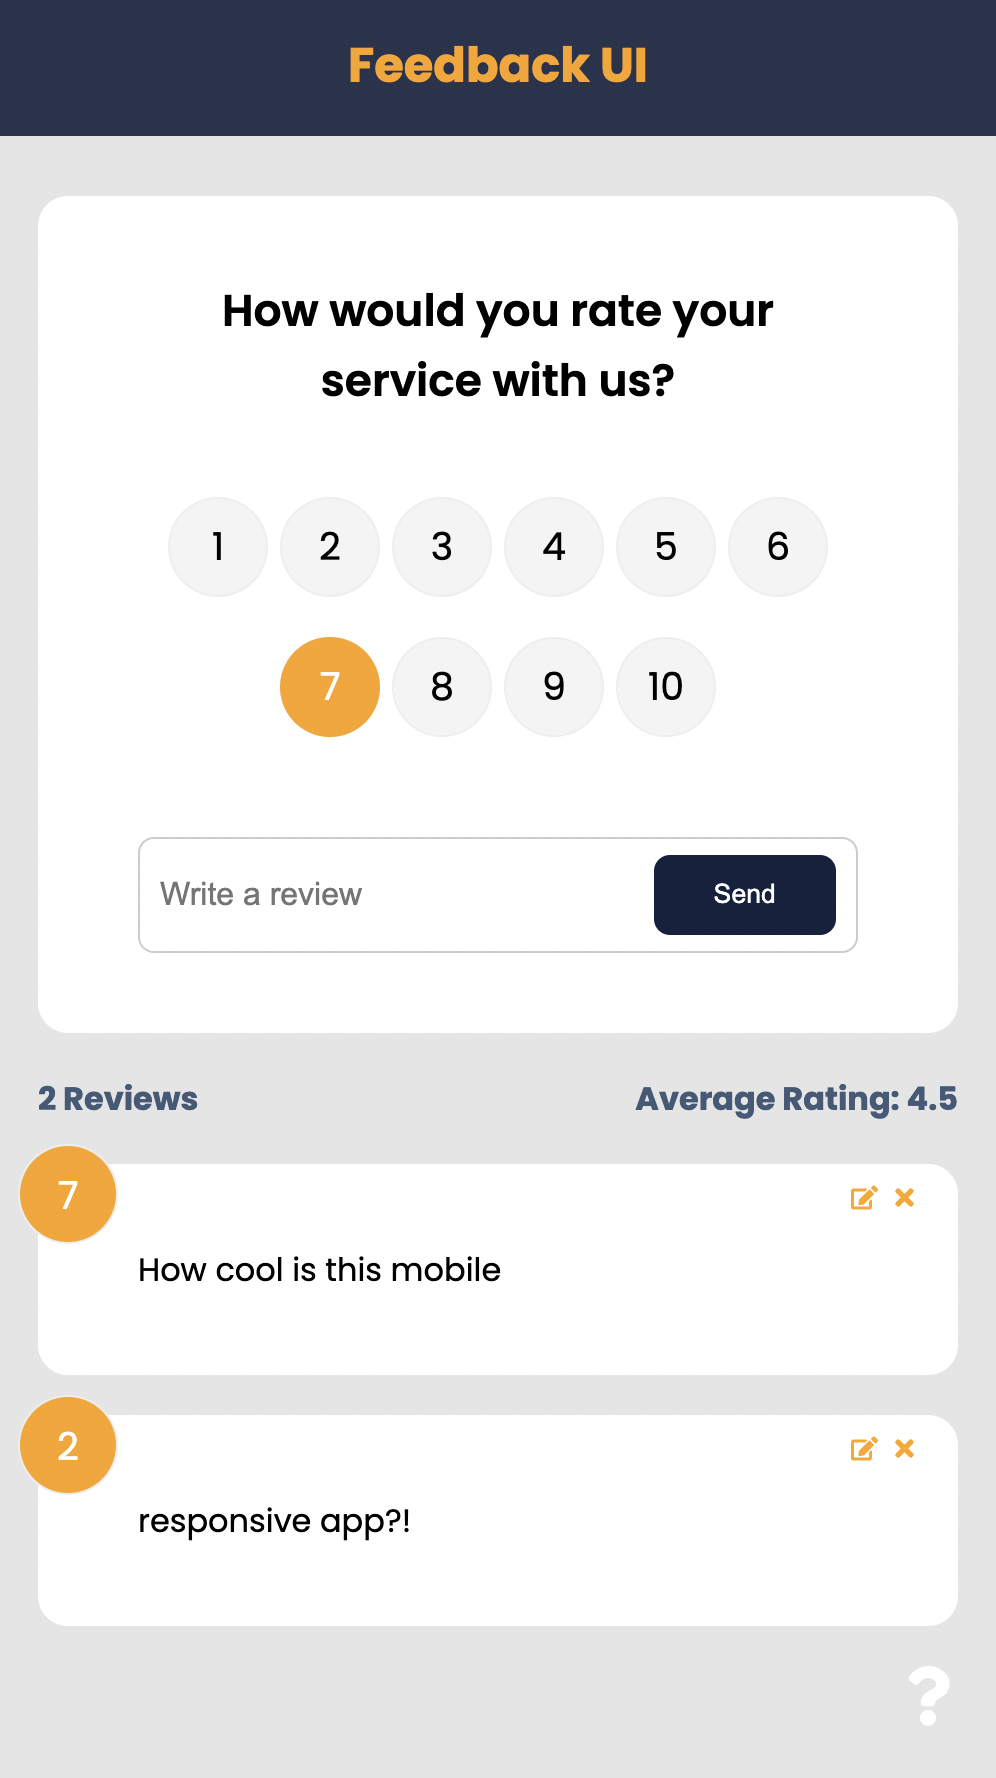 Feedback UI
How would you rate your
service with us?
1 2 3 4 5 6
7 8 9 10
Write a review Send
2 Reviews Average Rating: 4.5
7
How cool is this mobile
2
responsive app?!
?